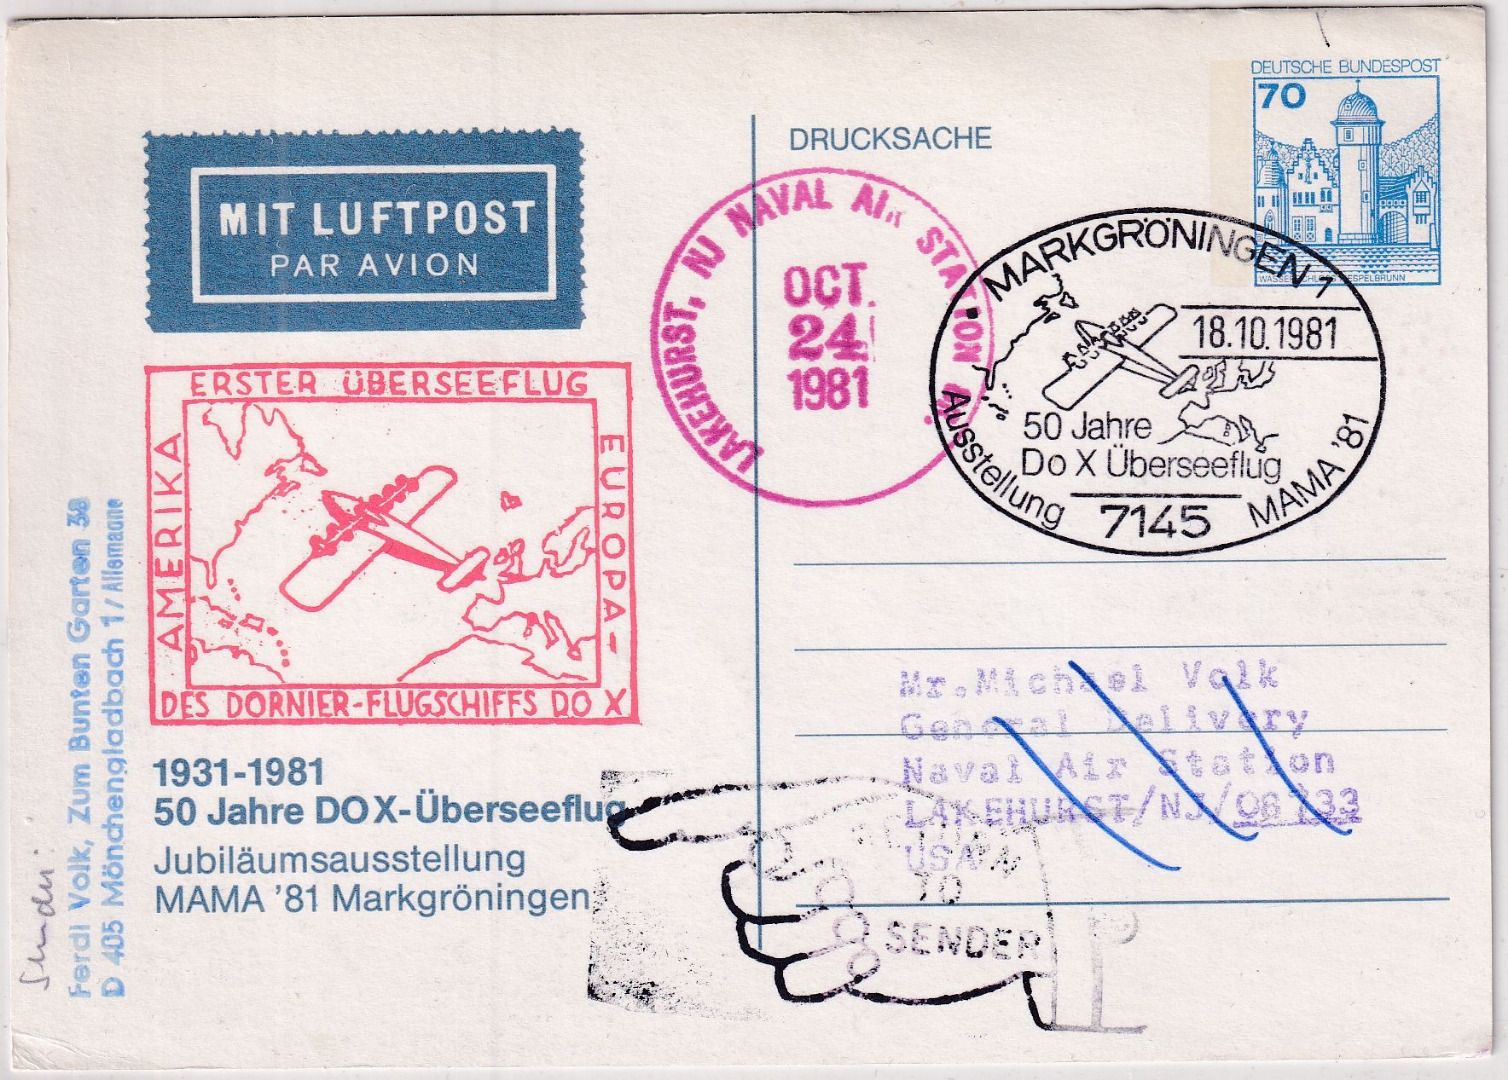 DEUTSCHE BUNDESPOST
70
DRUCKSACHE
MIT LUFTPOST
PAR AVION
LAKEHURST, NJ NAVAL AIR STATION
OCT.
24
1981
MARKGRÖNINGEN 1
18.10.1981
50 Jahre
Do X Überseeflug
Ausstellung
MAMA '81
7145
ERSTER ÜBERSEEFLUG
AMERIKA
EUROPA-
DES DORNIER-FLUGSCHIFFS DO X
Ferdi Volk, Zum Bunten Garten 38
D 405 Mönchengladbach 1/Allemagne
1931-1981
50 Jahre DO X-Überseeflug
Jubiläumsausstellung
MAMA '81 Markgröningen
Mr.Michael Volk
General Delivery
Naval Air Station
LAKEHURST/NJ/08733
USA
RETURN
TO
SENDER